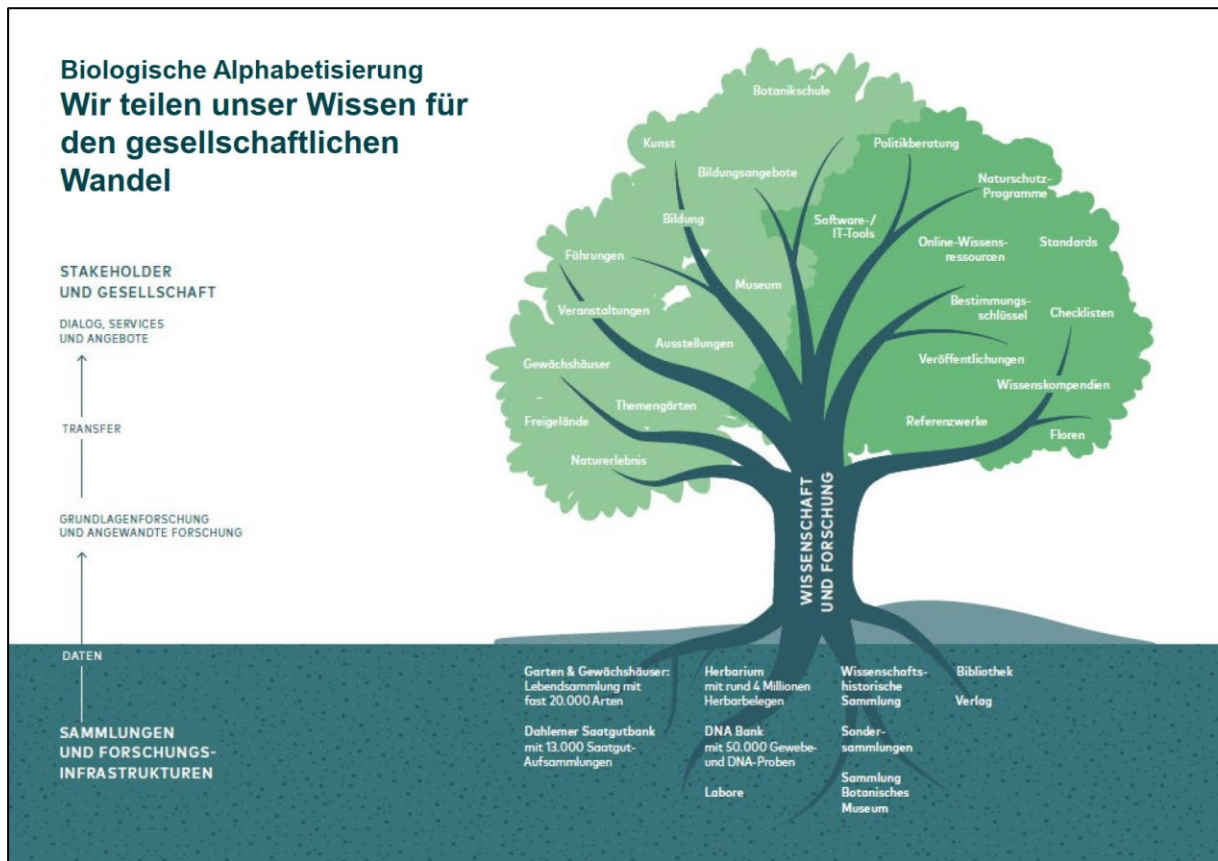 Biologische Alphabetisierung
Wir teilen unser Wissen für
den gesellschaftlichen
Wandel
STAKEHOLDER
UND GESELLSCHAFT
DIALOG, SERVICES
UND ANGEBOTE
TRANSFER
GRUNDLAGENFORSCHUNG
UND ANGEWANDTE FORSCHUNG
DATEN
SAMMLUNGEN
UND FORSCHUNGS-
INFRASTRUKTUREN
Botanikschule
Kunst
Politikberatung
Bildungsangebote
Naturschutz-
Programme
Bildung
Software-/
IT-Tools
Online-Wissens-
ressourcen
Standards
Führungen
Museum
Veranstaltungen
Bestimmungs-
schlüssel
Checklisten
Ausstellungen
Gewächshäuser
Veröffentlichungen
Wissenskompendien
Themengärten
Freigelände
Referenzwerke
Floren
Naturerlebnis
WISSENSCHAFT
UND FORSCHUNG
Garten & Gewächshäuser:
Lebendsammlung mit
fast 20.000 Arten
Dahlemer Saatgutbank
mit 13.000 Saatgut-
Aufsammlungen
Herbarium
mit rund 4 Millionen
Herbarbelegen
DNA Bank
mit 50.000 Gewebe-
und DNA-Proben
Labore
Wissenschafts-
historische
Sammlung
Sonder-
sammlungen
Sammlung
Botanisches
Museum
Bibliothek
Verlag